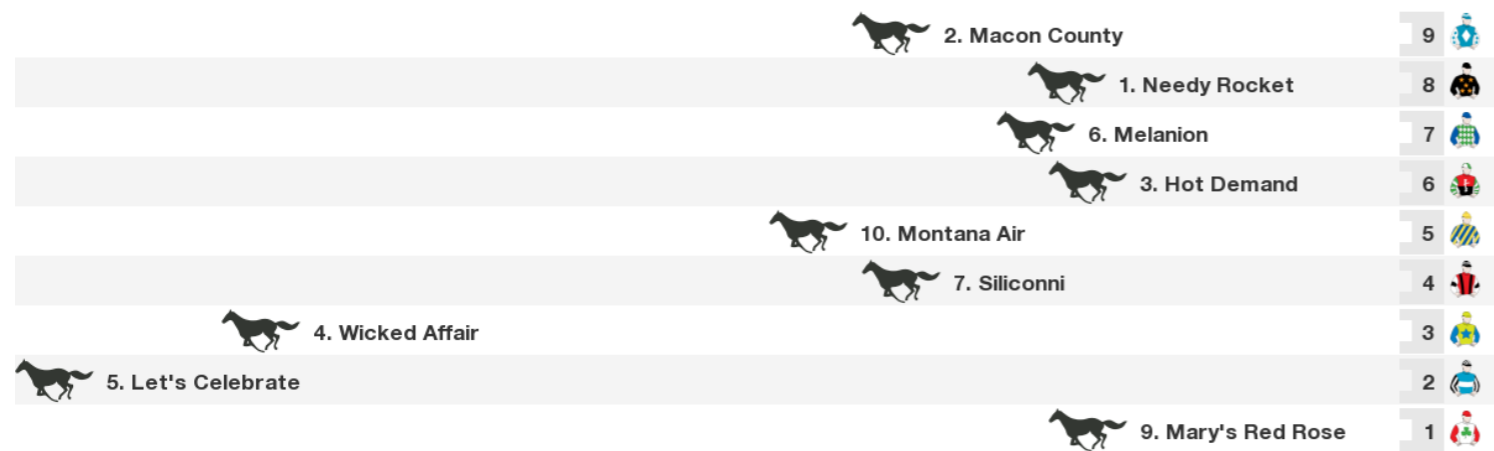 2. Macon County 9
1. Needy Rocket 8
6. Melanion 7
3. Hot Demand 6
10. Montana Air 5
7. Siliconni 4
4. Wicked Affair 3
5. Let's Celebrate 2
9. Mary's Red Rose 1